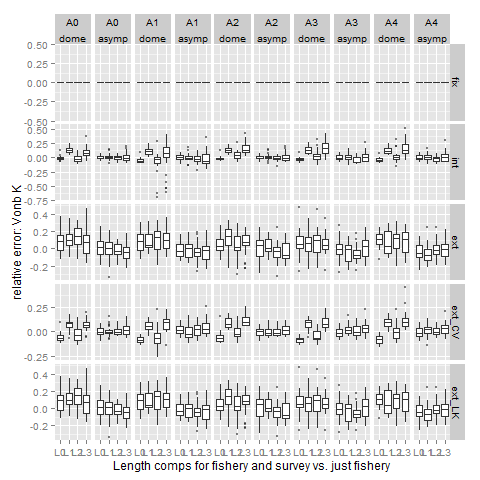 A0 A0 A1 A1 A2 A2 A3 A3 A4 A4
dome asymp dome asymp dome asymp dome asymp dome asymp
0.50
0.25
0.00
-0.25
-0.50
fix
0.50
0.25
0.00
-0.25
-0.50
-0.75
int
0.4
0.2
0.0
-0.2
ext
0.25
0.00
-0.25
ext_CV
0.4
0.2
0.0
-0.2
ext_LK
relative error: Vonb K
Length comps for fishery and survey vs. just fishery